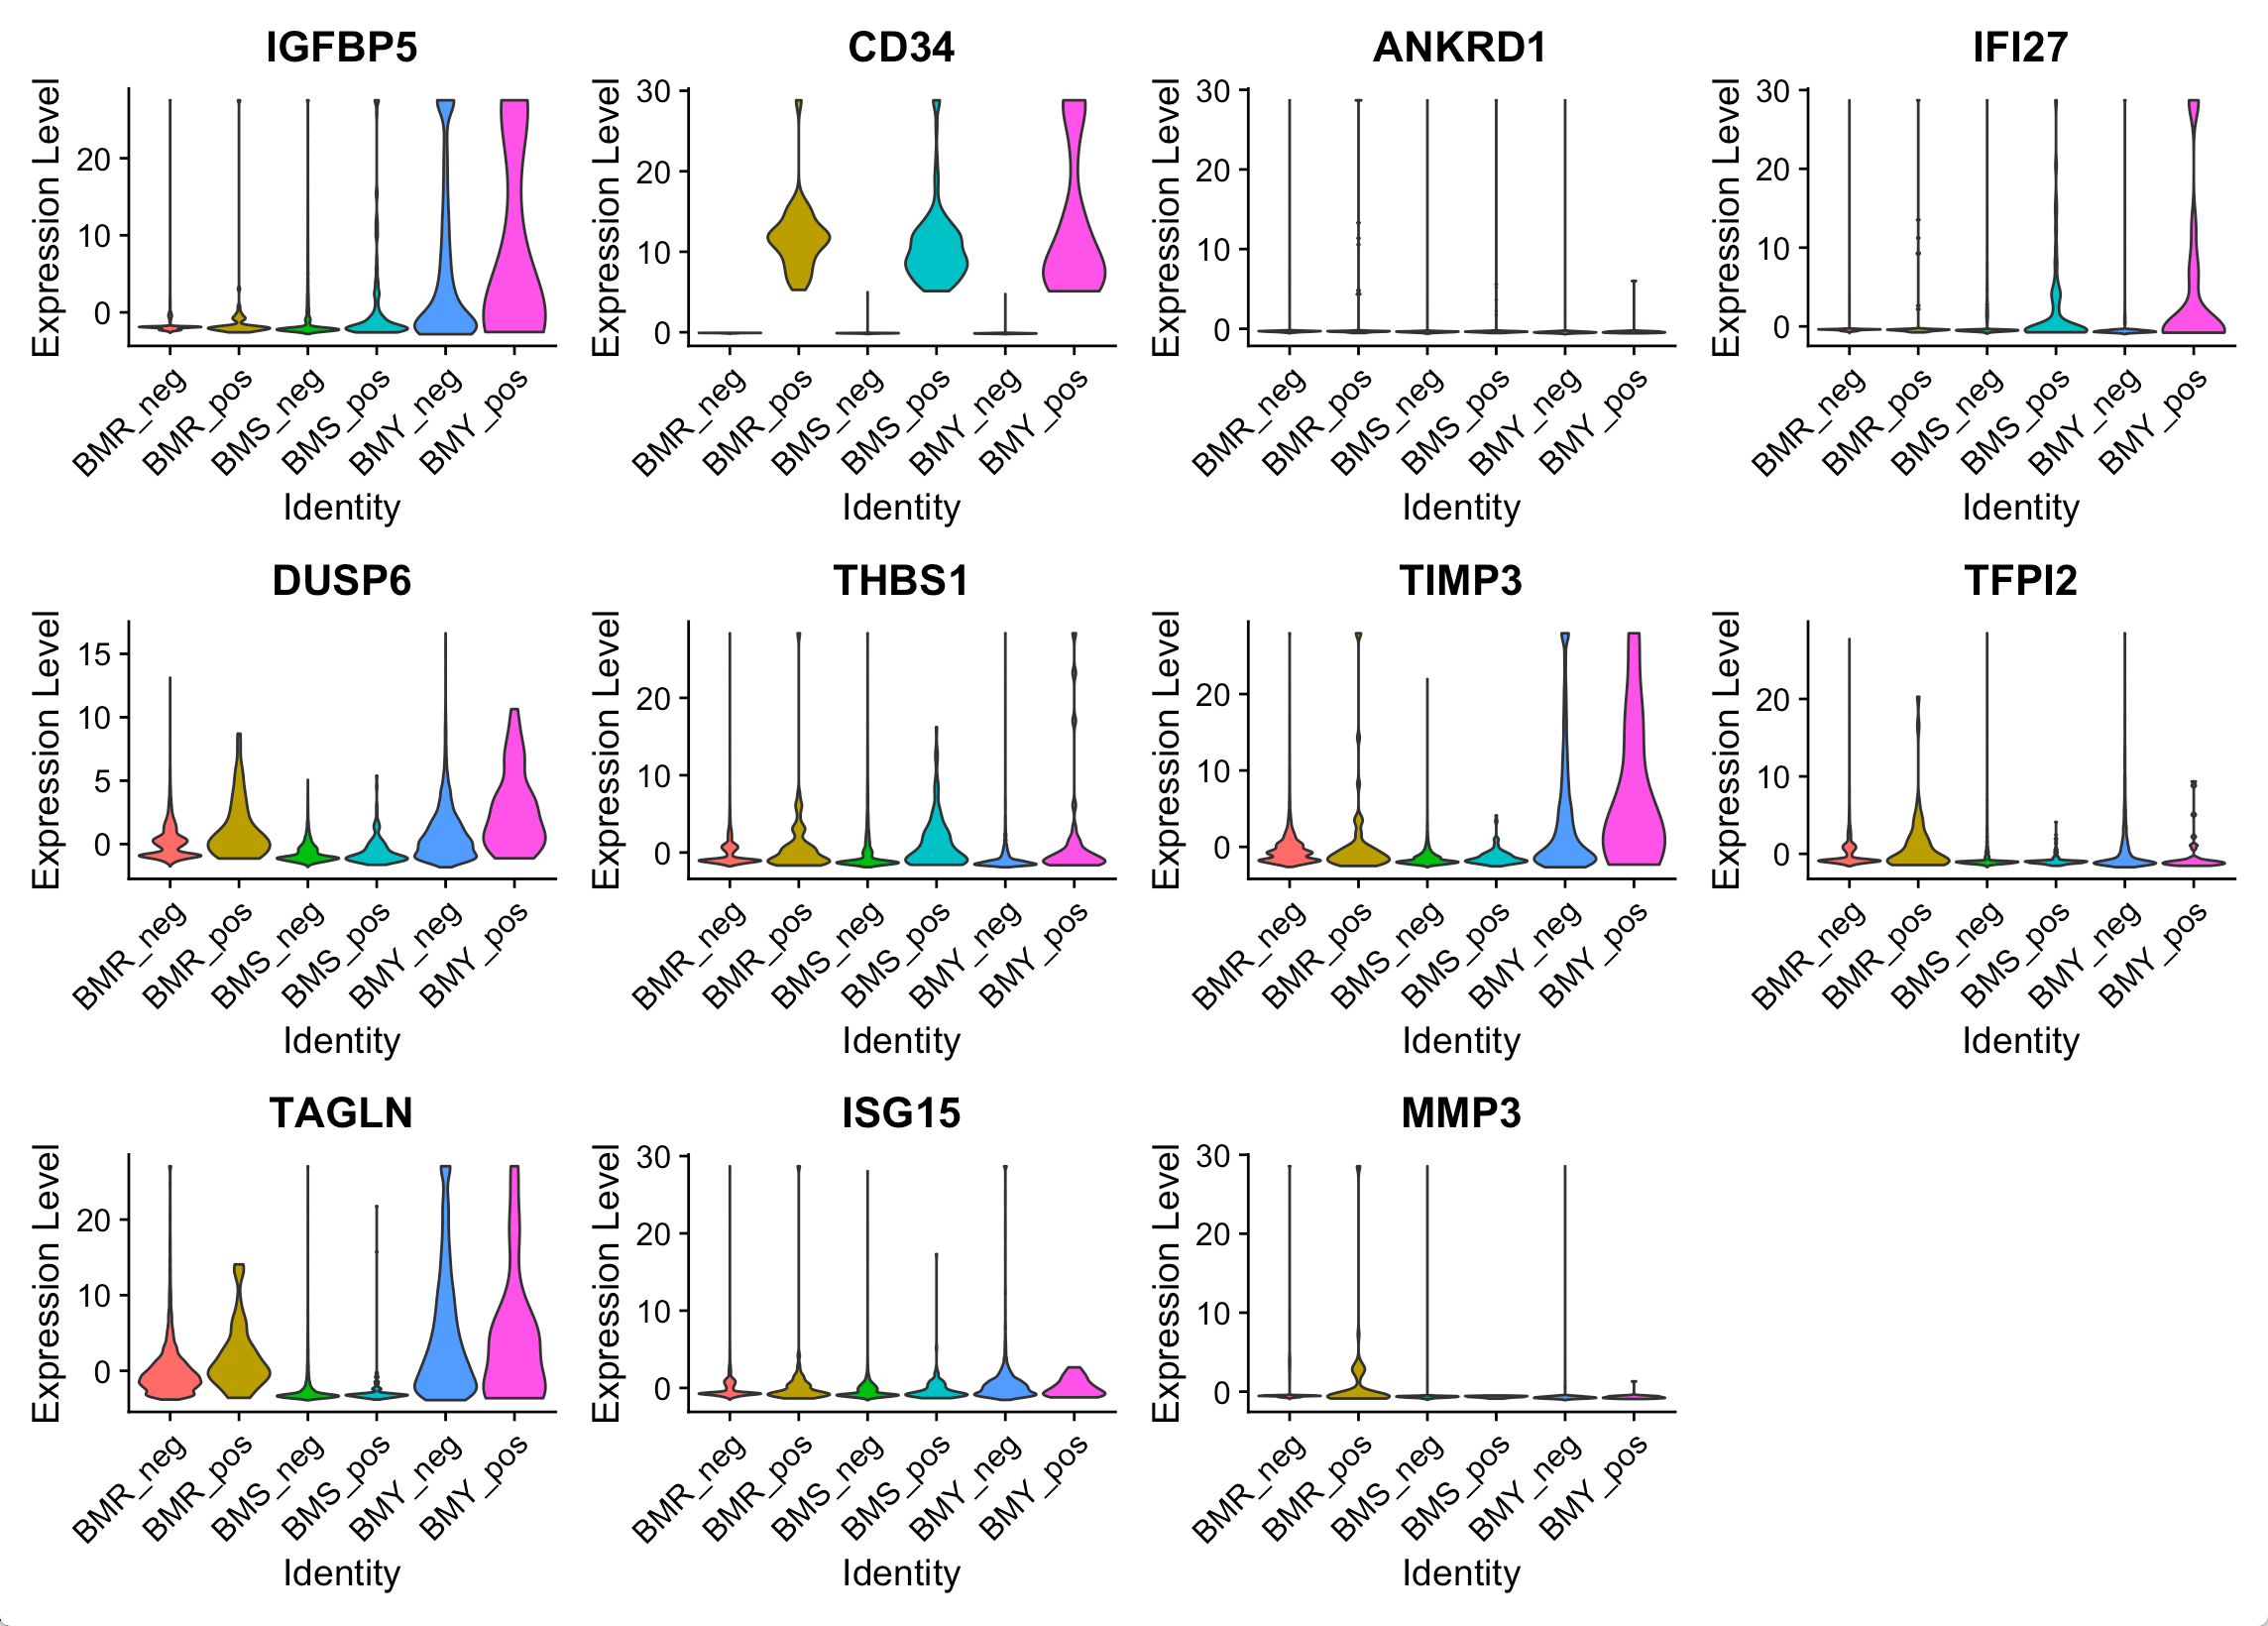 IGFBP5
Expression Level
20
10
0
BMR_neg
BMR_pos
BMS_neg
BMS_pos
BMY_neg
BMY_pos
Identity
CD34
Expression Level
30
20
10
0
BMR_neg
BMR_pos
BMS_neg
BMS_pos
BMY_neg
BMY_pos
Identity
ANKRD1
Expression Level
30
20
10
0
BMR_neg
BMR_pos
BMS_neg
BMS_pos
BMY_neg
BMY_pos
Identity
IFI27
Expression Level
30
20
10
0
BMR_neg
BMR_pos
BMS_neg
BMS_pos
BMY_neg
BMY_pos
Identity
DUSP6
Expression Level
15
10
5
0
BMR_neg
BMR_pos
BMS_neg
BMS_pos
BMY_neg
BMY_pos
Identity
THBS1
Expression Level
20
10
0
BMR_neg
BMR_pos
BMS_neg
BMS_pos
BMY_neg
BMY_pos
Identity
TIMP3
Expression Level
20
10
0
BMR_neg
BMR_pos
BMS_neg
BMS_pos
BMY_neg
BMY_pos
Identity
TFPI2
Expression Level
20
10
0
BMR_neg
BMR_pos
BMS_neg
BMS_pos
BMY_neg
BMY_pos
Identity
TAGLN
Expression Level
20
10
0
BMR_neg
BMR_pos
BMS_neg
BMS_pos
BMY_neg
BMY_pos
Identity
ISG15
Expression Level
30
20
10
0
BMR_neg
BMR_pos
BMS_neg
BMS_pos
BMY_neg
BMY_pos
Identity
MMP3
Expression Level
30
20
10
0
BMR_neg
BMR_pos
BMS_neg
BMS_pos
BMY_neg
BMY_pos
Identity